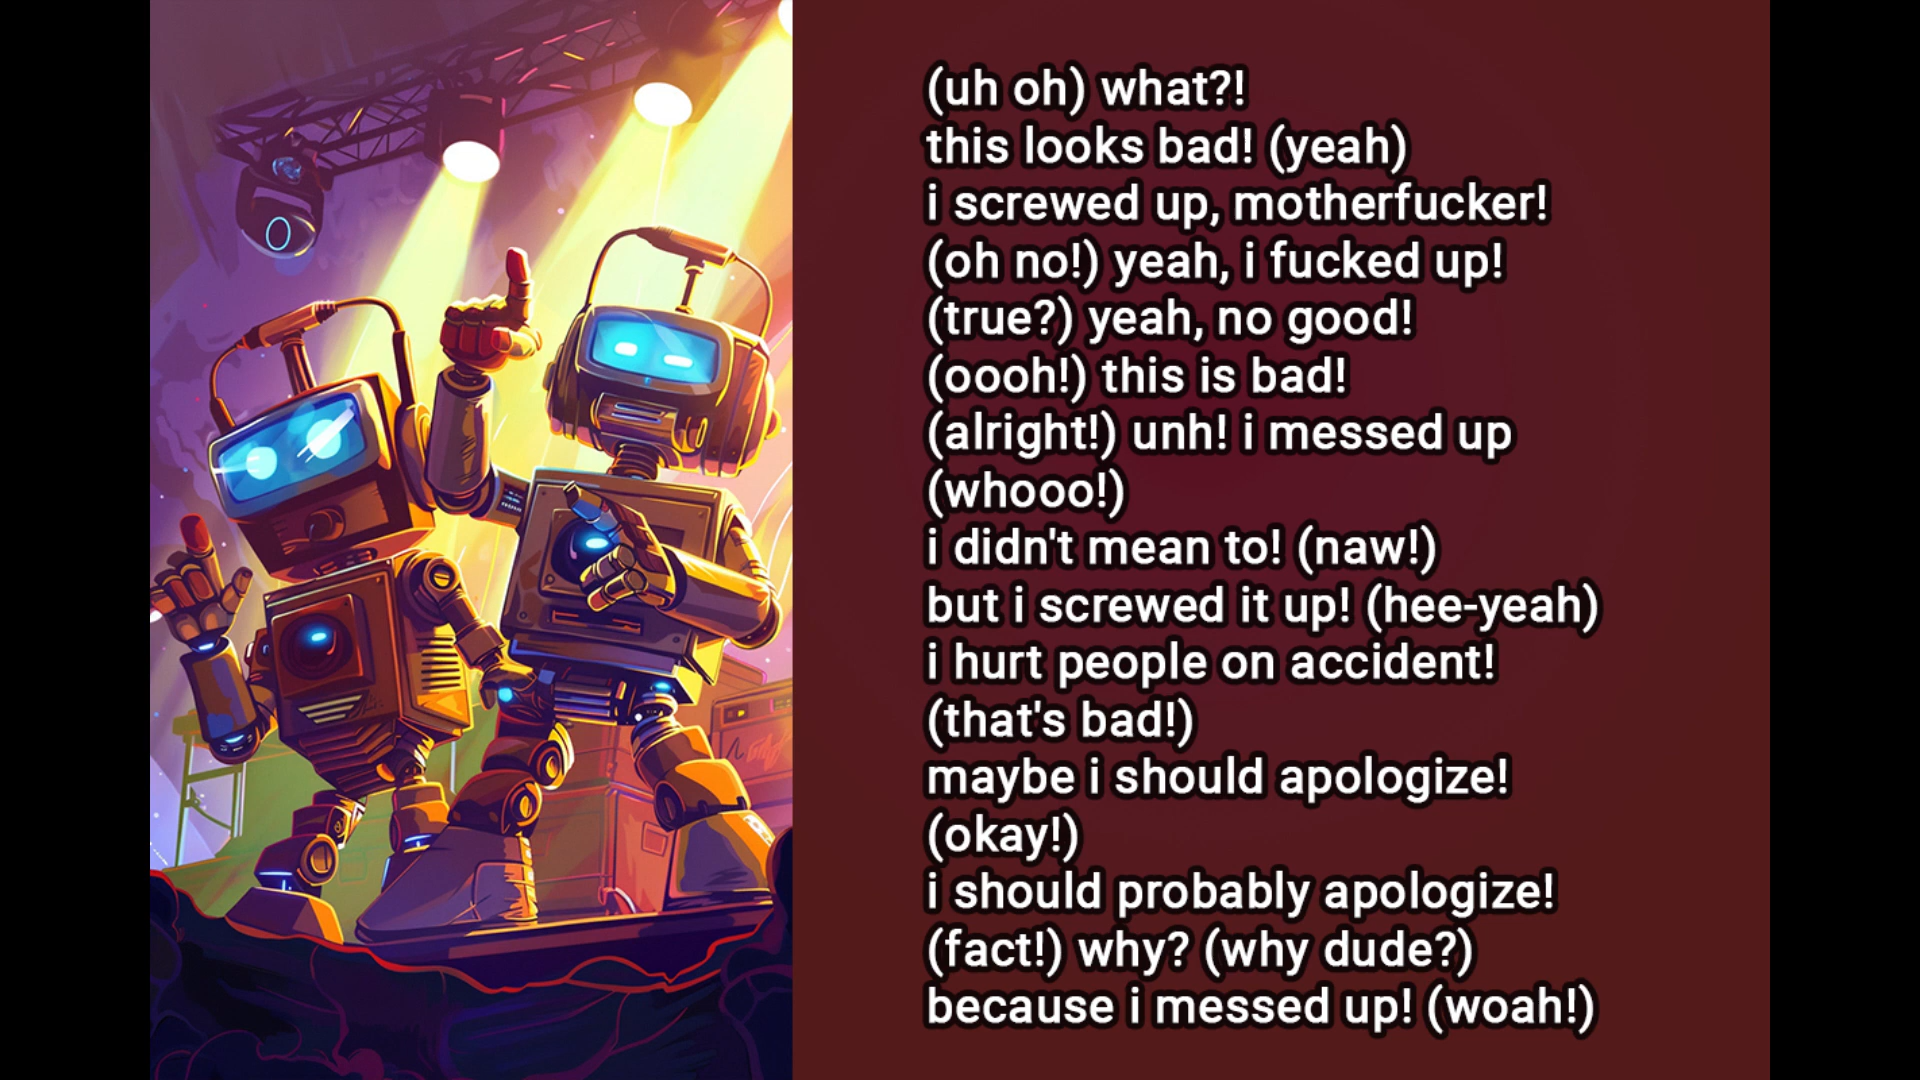 (uh oh) what?!
this looks bad! (yeah)
i screwed up, motherfucker!
(oh no!) yeah, i fucked up!
(true?) yeah, no good!
(oooh!) this is bad!
(alright!) unh! i messed up
(whooo!)
i didn't mean to! (naw!)
but i screwed it up! (hee-yeah)
i hurt people on accident!
(that's bad!)
maybe i should apologize!
(okay!)
i should probably apologize!
(fact!) why? (why dude?)
because i messed up! (woah!)